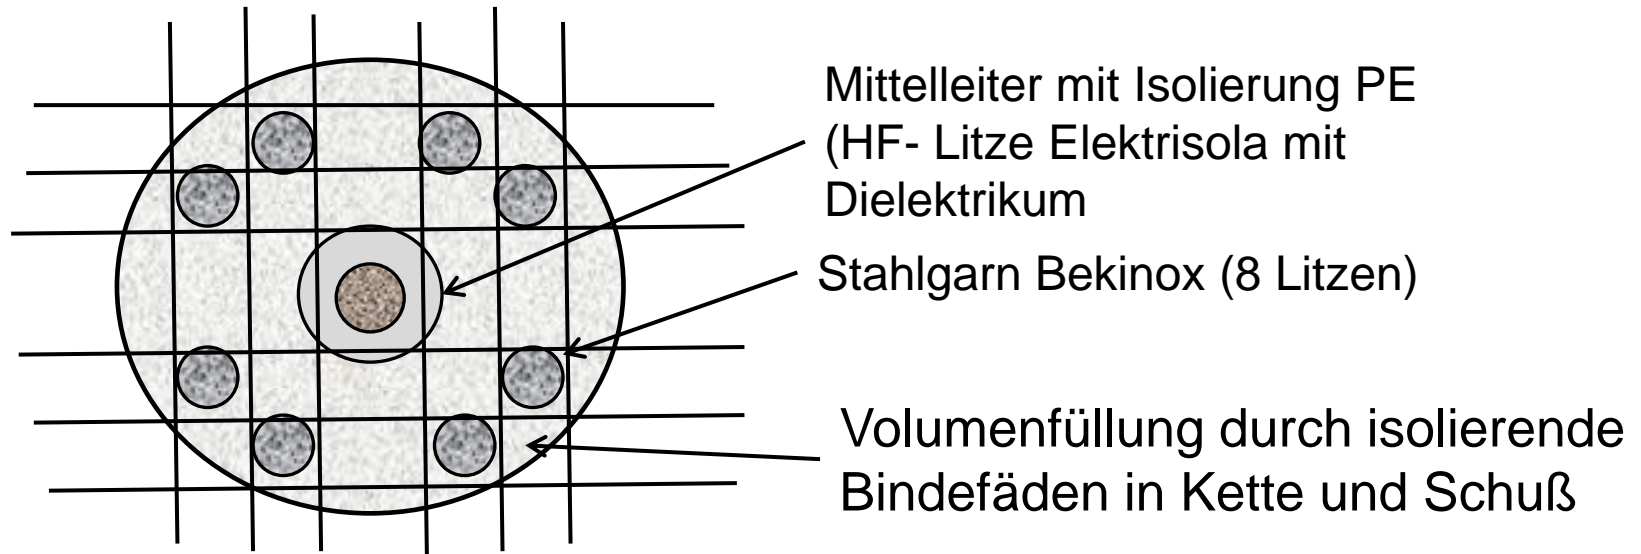 Mittelleiter mit Isolierung PE
(HF- Litze Elektrisola mit
Dielektrikum
Stahlgarn Bekinox (8 Litzen)
Volumenfüllung durch isolierende
Bindefäden in Kette und Schuß